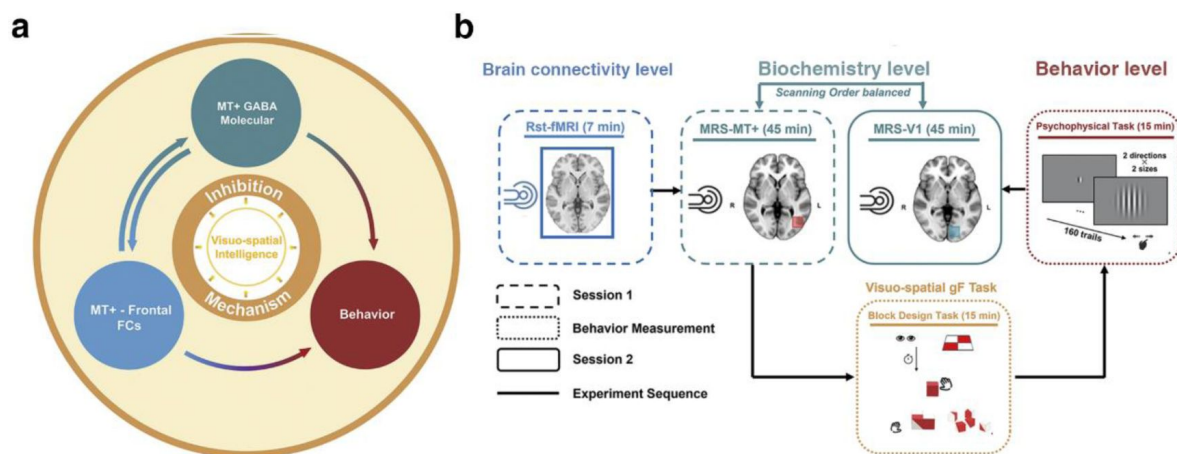 a
MT+ GABA
Molecular
Inhibition
Visuo-spatial
Intelligence
Mechanism
MT+ - Frontal
FCs
Behavior
b
Brain connectivity level
Biochemistry level
Behavior level
Scanning Order balanced
Rst-fMRI (7 min)
MRS-MT+ (45 min)
MRS-V1 (45 min)
Psychophysical Task (15 min)
2 directions
×
2 sizes
R
L
R
L
...
160 trails
Session 1
Behavior Measurement
Session 2
Experiment Sequence
Visuo-spatial gF Task
Block Design Task (15 min)